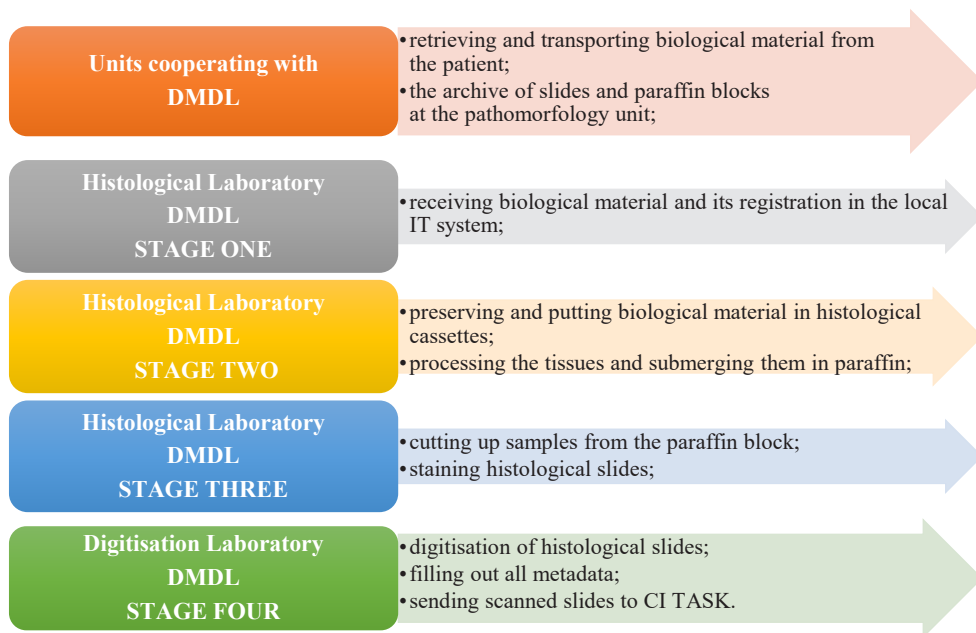 Units cooperating with
DMDL
•retrieving and transporting biological material from
the patient;
•the archive of slides and paraffin blocks
at the pathomorfology unit;
Histological Laboratory
DMDL
STAGE ONE
•receiving biological material and its registration in the local
IT system;
Histological Laboratory
DMDL
STAGE TWO
•preserving and putting biological material in histological
cassettes;
•processing the tissues and submerging them in paraffin;
Histological Laboratory
DMDL
STAGE THREE
•cutting up samples from the paraffin block;
•staining histological slides;
Digitisation Laboratory
DMDL
STAGE FOUR
•digitisation of histological slides;
•filling out all metadata;
•sending scanned slides to CI TASK.